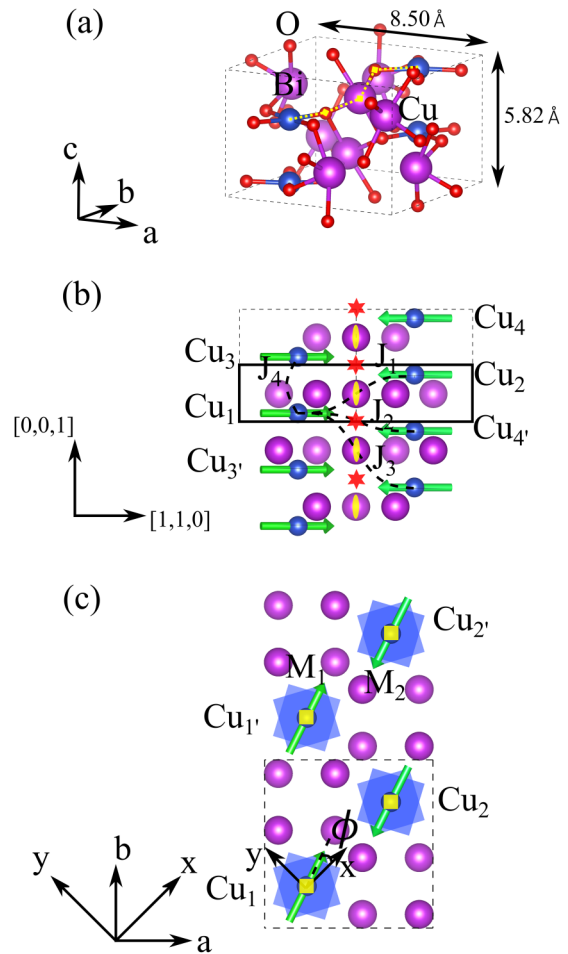 (a)
O
8.50 Å
Bi
Cu
5.82 Å
c
b
a
(b)
Cu4
Cu3
J1
J4
Cu2
Cu1
J2
[0,0,1]
Cu4'
J3
Cu3'
[1,1,0]
(c)
Cu2'
M1
M2
Cu1'
Cu2
ϕ
y
b
x
y
x
Cu1
a